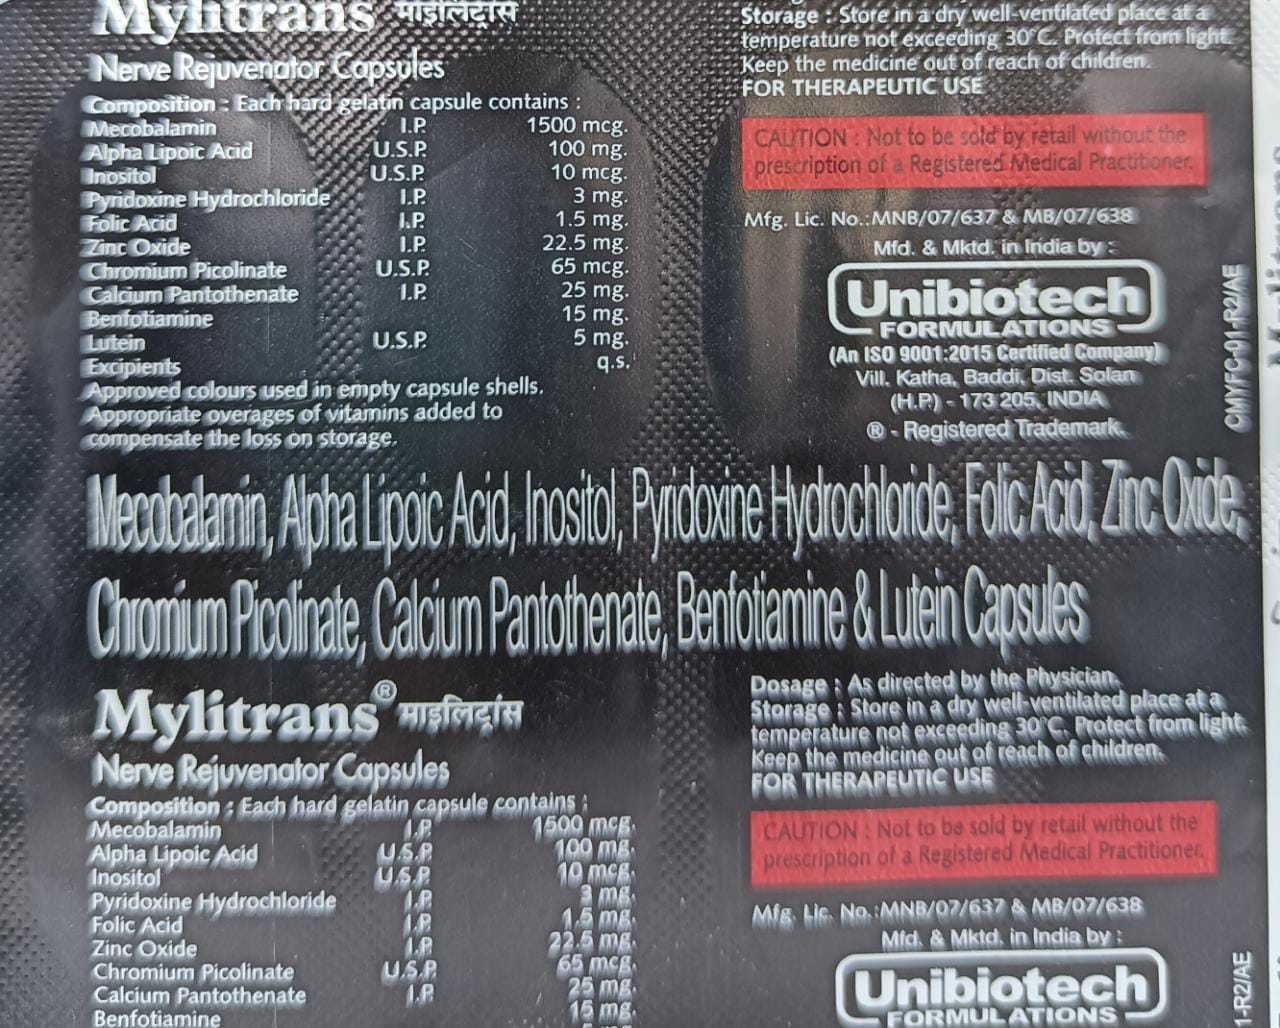 Mylitrans माइलिट्रांस
Nerve Rejuvenator Capsules
Composition : Each hard gelatin capsule contains :
Mecobalamin I.P. 1500 mcg.
Alpha Lipoic Acid U.S.P. 100 mg.
Inositol U.S.P. 10 mcg.
Pyridoxine Hydrochloride I.P. 3 mg.
Folic Acid I.P. 1.5 mg.
Zinc Oxide I.P. 22.5 mg.
Chromium Picolinate U.S.P. 65 mcg.
Calcium Pantothenate I.P. 25 mg.
Benfotiamine 15 mg.
Lutein U.S.P. 5 mg.
Excipients q.s.
Approved colours used in empty capsule shells.
Appropriate overages of vitamins added to
compensate the loss on storage.
Storage : Store in a dry well-ventilated place at a
temperature not exceeding 30°C. Protect from light.
Keep the medicine out of reach of children.
FOR THERAPEUTIC USE
CAUTION : Not to be sold by retail without the
prescription of a Registered Medical Practitioner.
Mfg. Lic. No.:MNB/07/637 & MB/07/638
Mfd. & Mktd. in India by :
Unibiotech
FORMULATIONS
(An ISO 9001:2015 Certified Company)
Vill. Katha, Baddi, Dist. Solan
(H.P.) - 173 205, INDIA
® - Registered Trademark.
CMYFC-01-R2/AE
Mecobalamin, Alpha Lipoic Acid, Inositol, Pyridoxine Hydrochloride, Folic Acid, Zinc Oxide,
Chromium Picolinate, Calcium Pantothenate, Benfotiamine & Lutein Capsules
Mylitrans® माइलिट्रांस
Nerve Rejuvenator Capsules
Composition : Each hard gelatin capsule contains :
Mecobalamin I.P. 1500 mcg.
Alpha Lipoic Acid U.S.P. 100 mg.
Inositol U.S.P. 10 mcg.
Pyridoxine Hydrochloride I.P. 3 mg.
Folic Acid I.P. 1.5 mg.
Zinc Oxide I.P. 22.5 mg.
Chromium Picolinate U.S.P. 65 mcg.
Calcium Pantothenate I.P. 25 mg.
Benfotiamine 15 mg.
Dosage : As directed by the Physician.
Storage : Store in a dry well-ventilated place at a
temperature not exceeding 30°C. Protect from light.
Keep the medicine out of reach of children.
FOR THERAPEUTIC USE
CAUTION : Not to be sold by retail without the
prescription of a Registered Medical Practitioner.
Mfg. Lic. No.:MNB/07/637 & MB/07/638
Mfd. & Mktd. in India by :
Unibiotech
FORMULATIONS
1-R2/AE